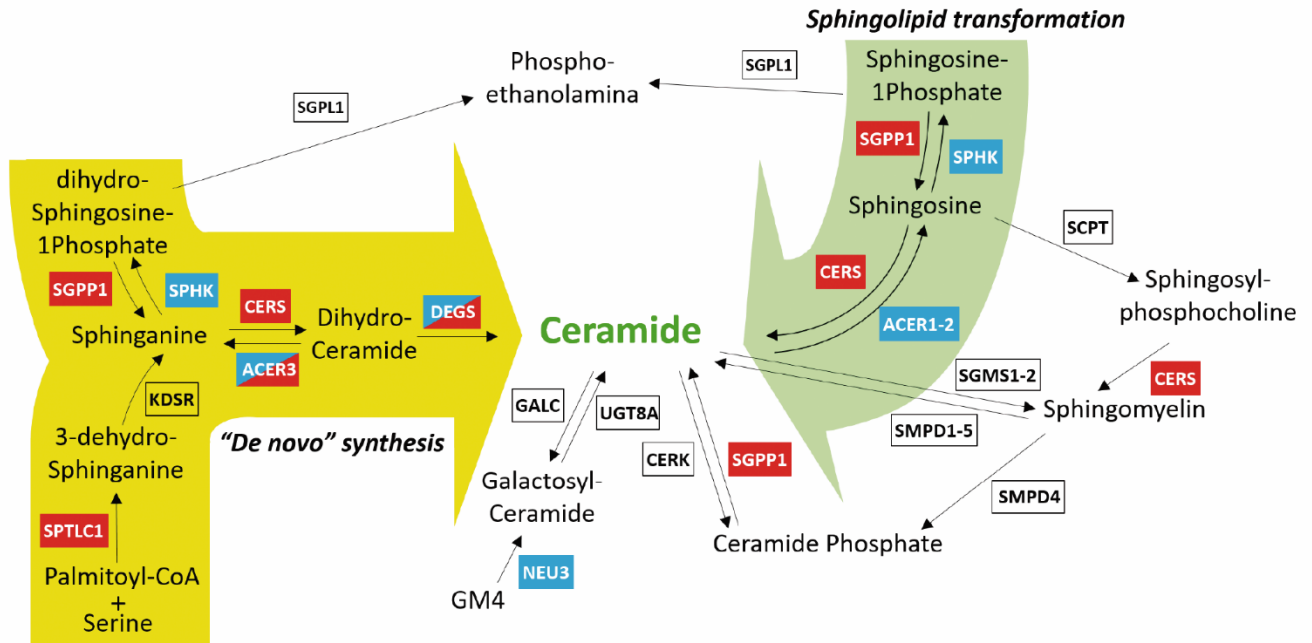 Sphingolipid transformation
Phospho-
ethanolamina
SGPL1
SGPL1
Sphingosine-
1Phosphate
SGPP1
SPHK
Sphingosine
SCPT
Sphingosyl-
phosphocholine
CERS
Sphingomyelin
CERS
ACER1-2
SGMS1-2
SMPD1-5
SMPD4
dihydro-
Sphingosine-
1Phosphate
SGPP1
SPHK
Sphinganine
CERS
ACER3
Dihydro-
Ceramide
DEGS
Ceramide
KDSR
3-dehydro-
Sphinganine
"De novo" synthesis
SPTLC1
Palmitoyl-CoA
+
Serine
GALC
UGT8A
Galactosyl-
Ceramide
NEU3
GM4
CERK
SGPP1
Ceramide Phosphate